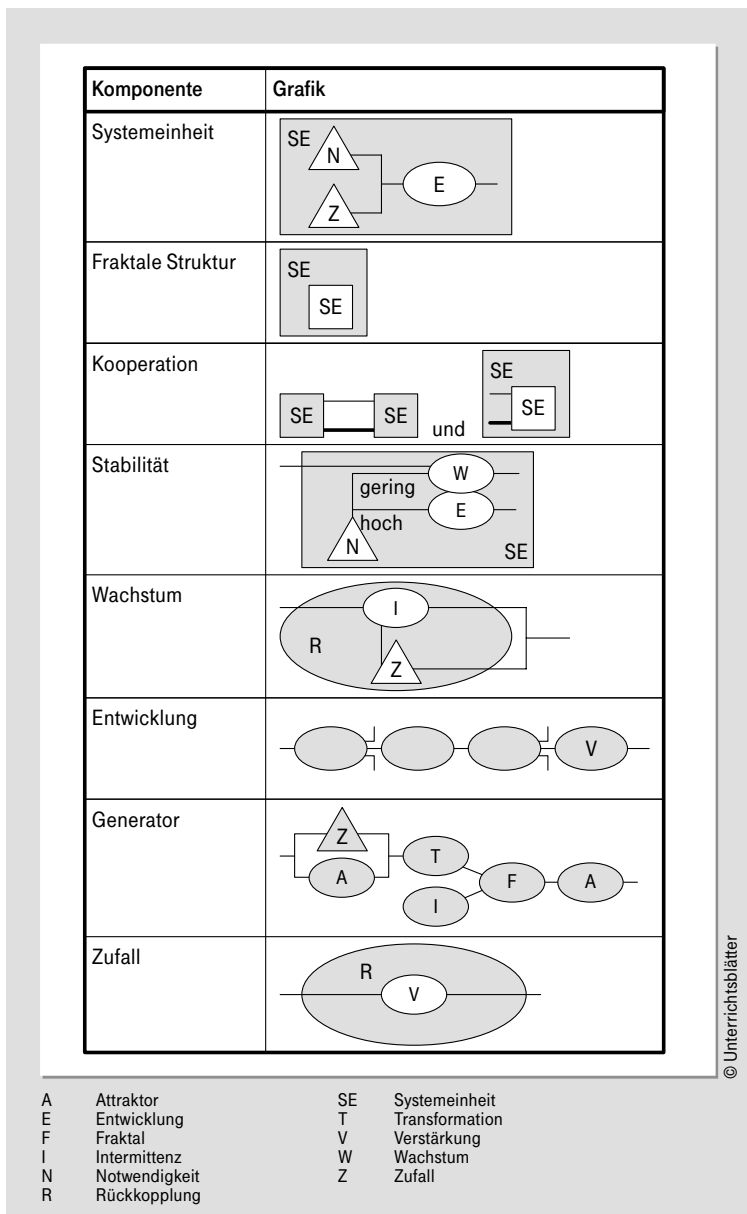 Komponente Grafik
Systemeinheit
SE N
E
Z
Fraktale Struktur
SE
SE
Kooperation
SE SE und SE SE
Stabilität
W
gering
E
hoch
N
SE
Wachstum
I
R
Z
Entwicklung
V
Generator
Z
T
A F A
I
Zufall
R
V
© Unterrichtsblätter
A Attraktor SE Systemeinheit
E Entwicklung T Transformation
F Fraktal V Verstärkung
I Intermittenz W Wachstum
N Notwendigkeit Z Zufall
R Rückkopplung